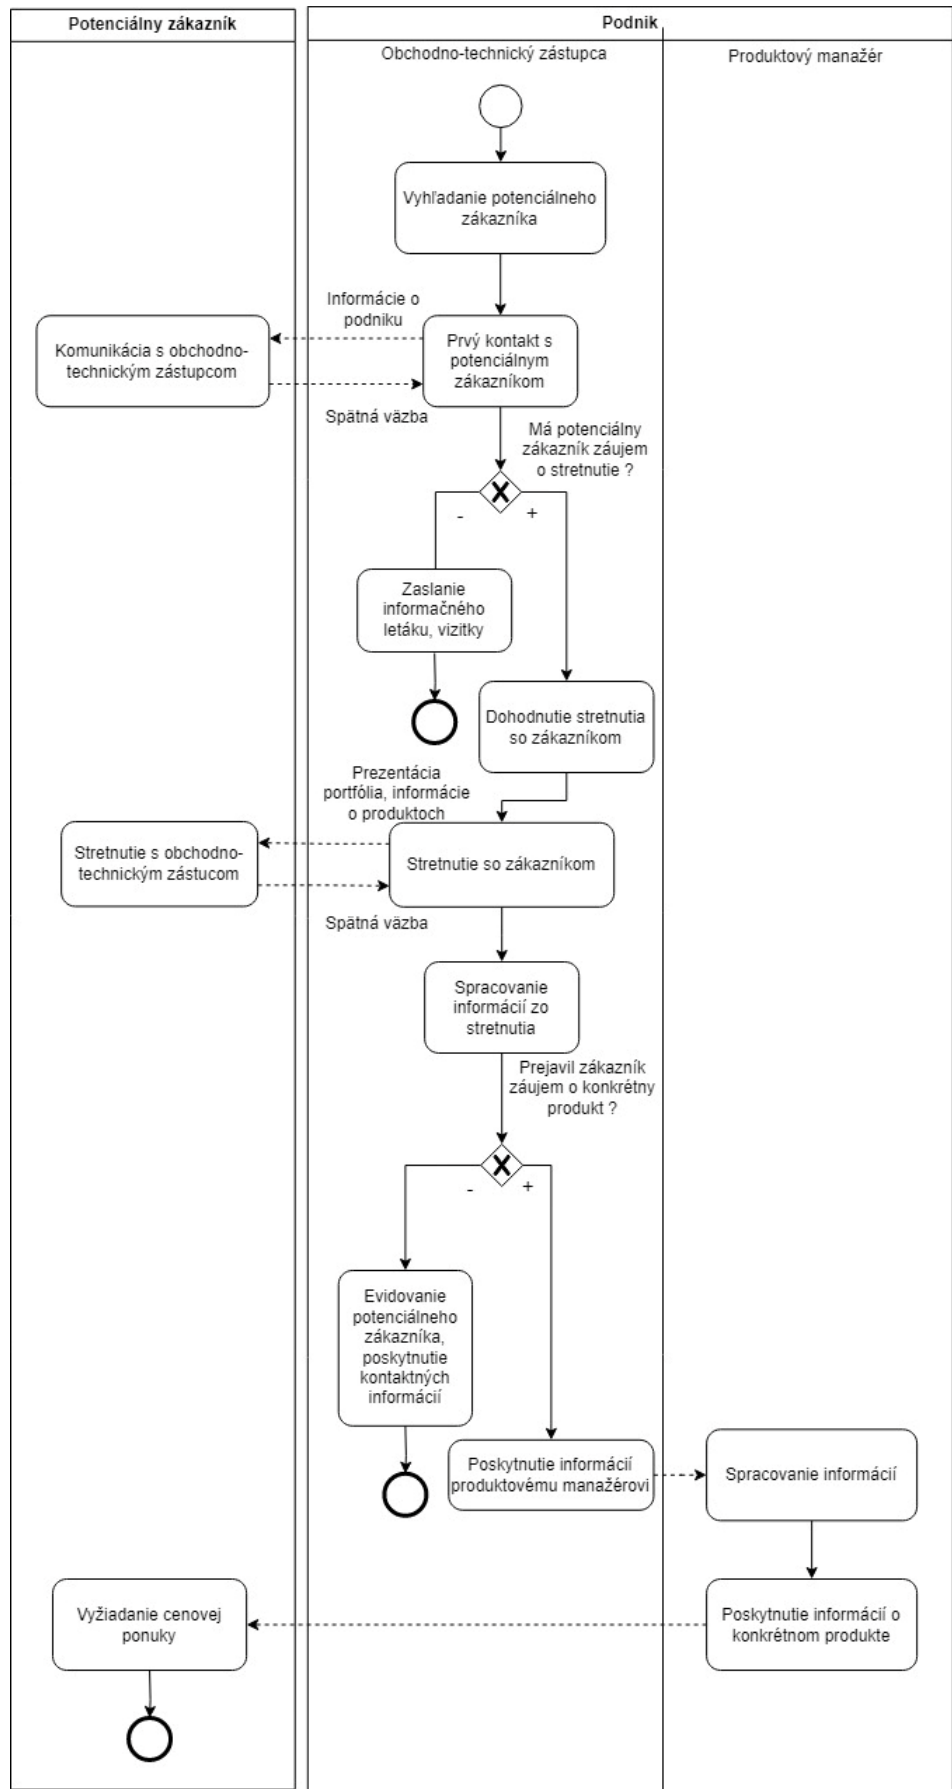 Potenciálny zákazník
Podnik
Obchodno-technický zástupca
Produktový manažér
Vyhľadanie potenciálneho
zákazníka
Informácie o
podniku
Komunikácia s obchodno-
technickým zástupcom
Prvý kontakt s
potenciálnym
zákazníkom
Spätná väzba
Má potenciálny
zákazník záujem
o stretnutie ?
-
+
Zaslanie
informačného
letáku, vizitky
Dohodnutie stretnutia
so zákazníkom
Prezentácia
portfólia, informácie
o produktoch
Stretnutie s obchodno-
technickým zástucom
Stretnutie so zákazníkom
Spätná väzba
Spracovanie
informácií zo
stretnutia
Prejavil zákazník
záujem o konkrétny
produkt ?
-
+
Evidovanie
potenciálneho
zákazníka,
poskytnutie
kontaktných
informácií
Poskytnutie informácií
produktovému manažérovi
Spracovanie informácií
Vyžiadanie cenovej
ponuky
Poskytnutie informácií o
konkrétnom produkte